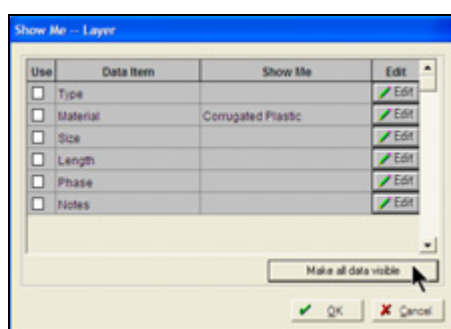 Show Me -- Layer
Use Data Item Show Me Edit
Type Edit
Material Corrugated Plastic Edit
Size Edit
Length Edit
Phase Edit
Notes Edit
Make all data visible
OK Cancel